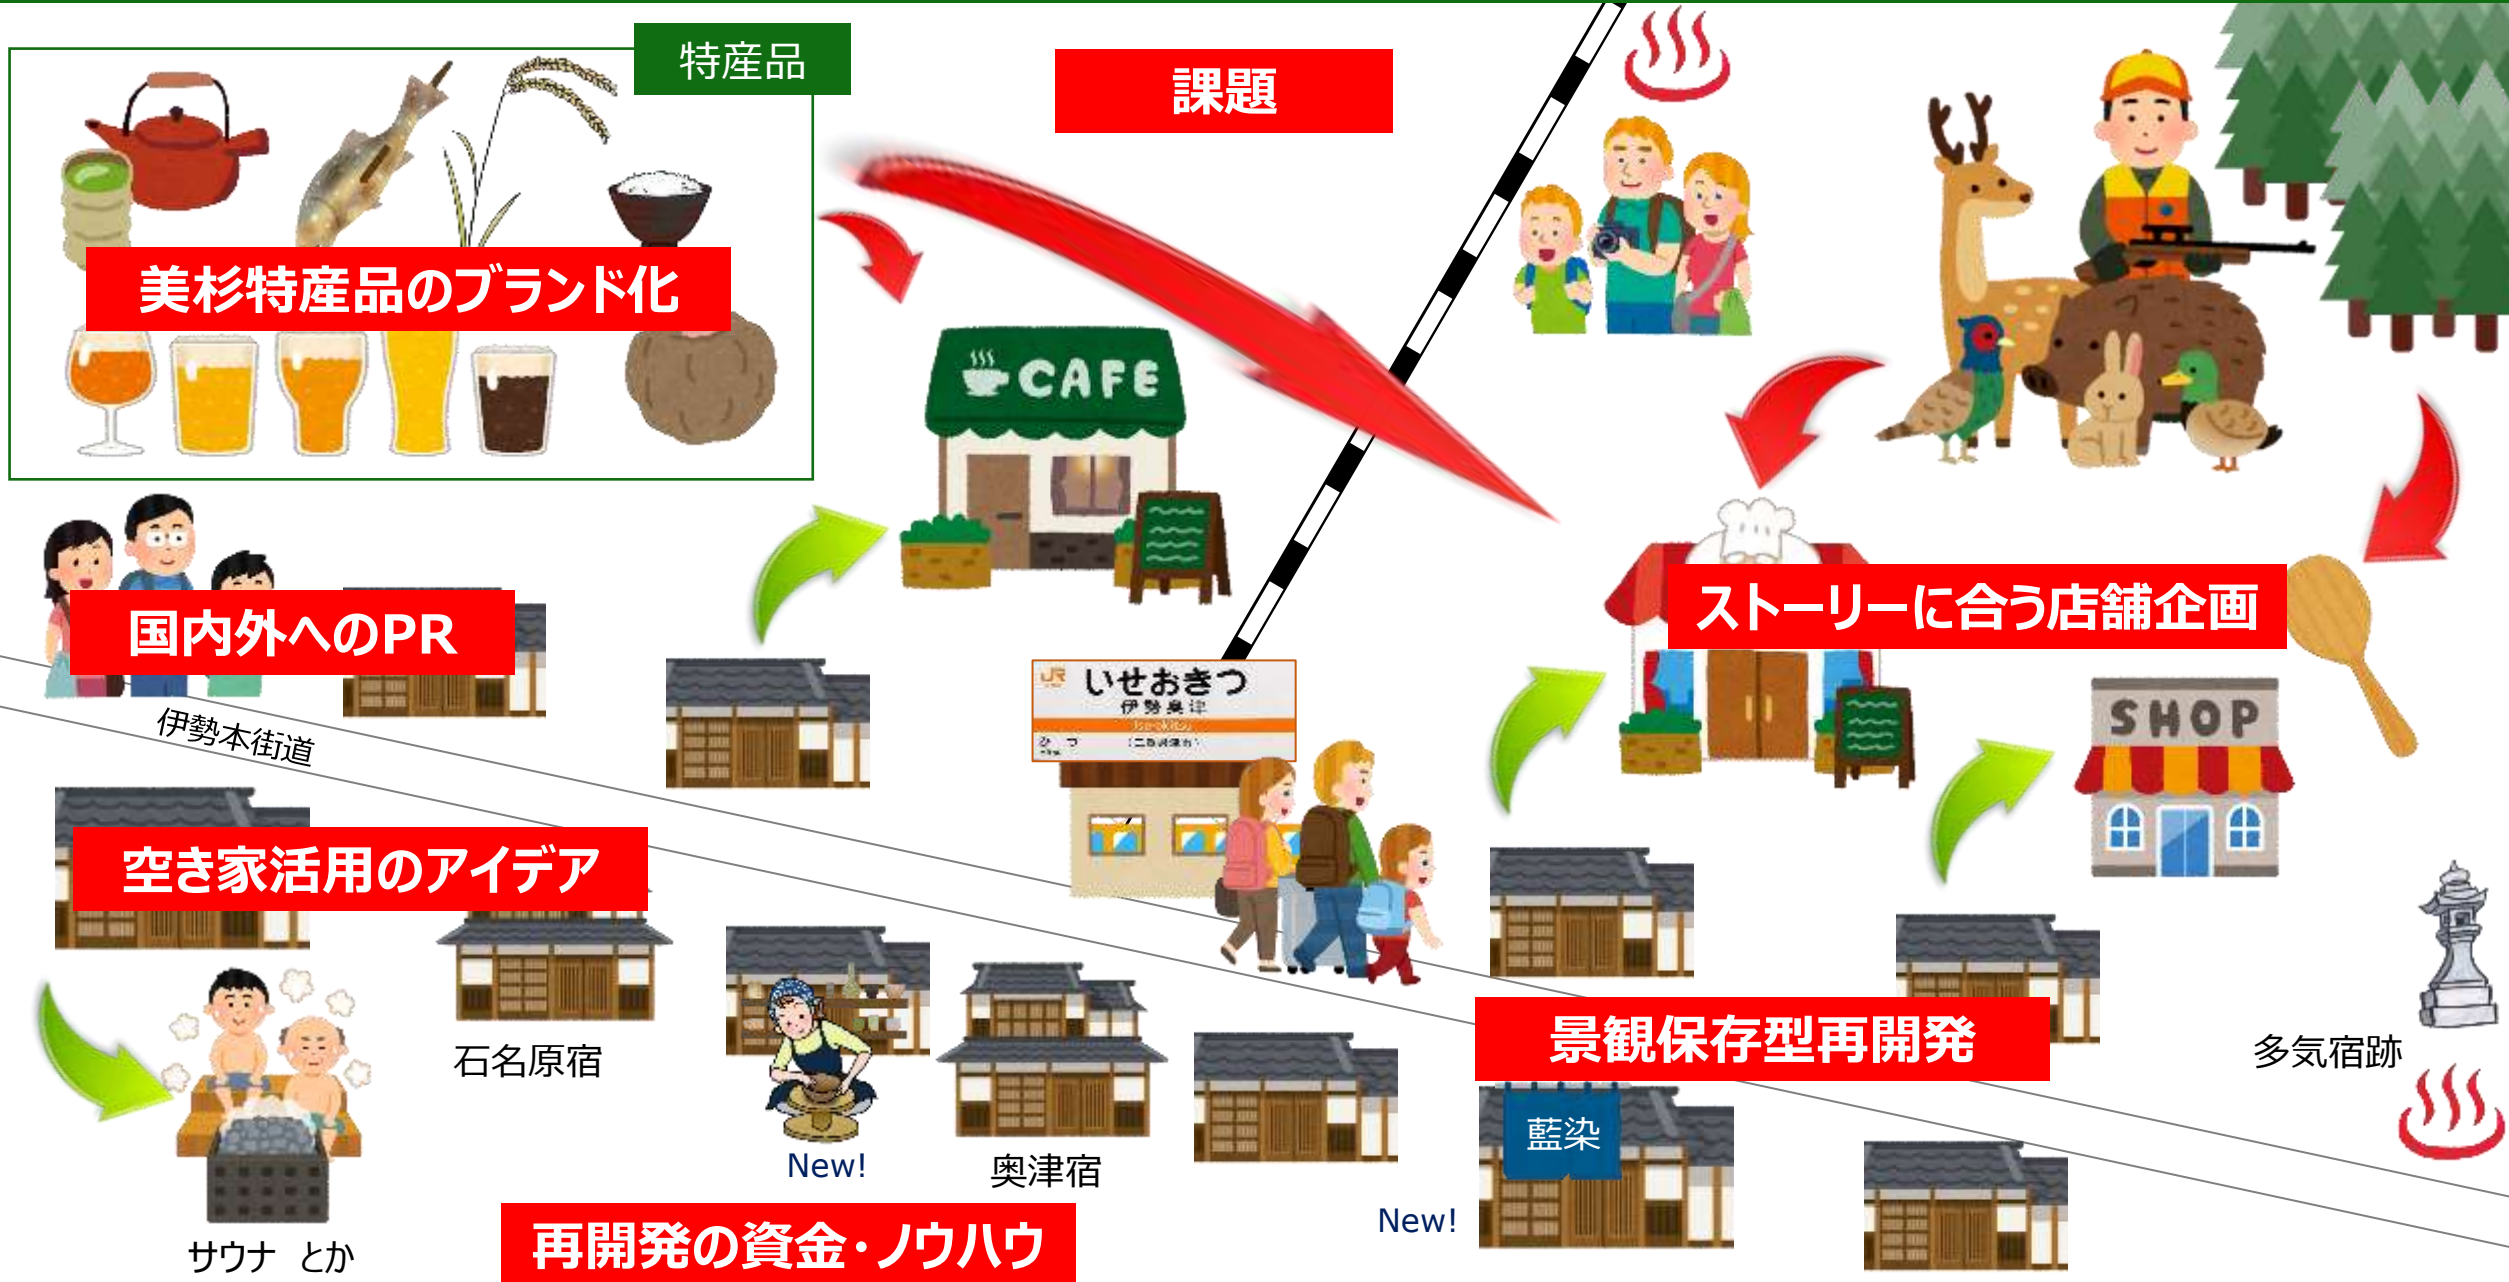 特産品
課題
美杉特産品のブランド化
CAFE
国内外へのPR
ストーリーに合う店舗企画
伊勢本街道
JR
いせおきつ
伊勢奥津
Ise-okitsu
ひつ
SHOP
空き家活用のアイデア
石名原宿
景観保存型再開発
多気宿跡
藍染
New!
奥津宿
New!
サウナ とか
再開発の資金・ノウハウ